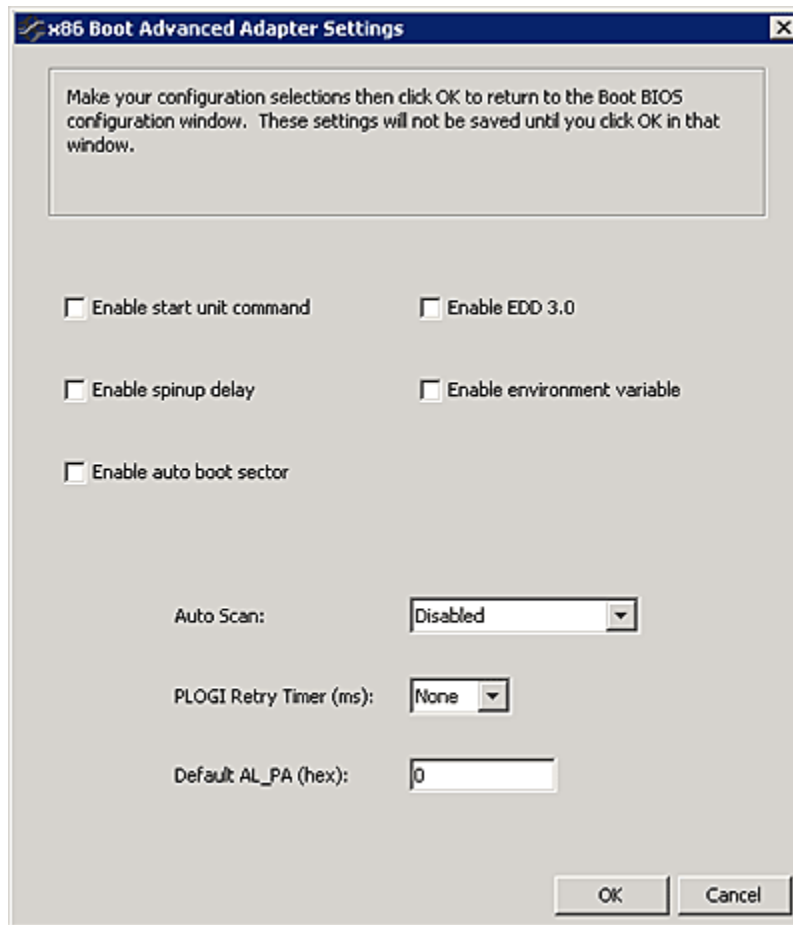 x86 Boot Advanced Adapter Settings
Make your configuration selections then click OK to return to the Boot BIOS
configuration window. These settings will not be saved until you click OK in that
window.
Enable start unit command
Enable EDD 3.0
Enable spinup delay
Enable environment variable
Enable auto boot sector
Auto Scan:
Disabled
PLOGI Retry Timer (ms):
None
Default AL_PA (hex):
0
OK
Cancel